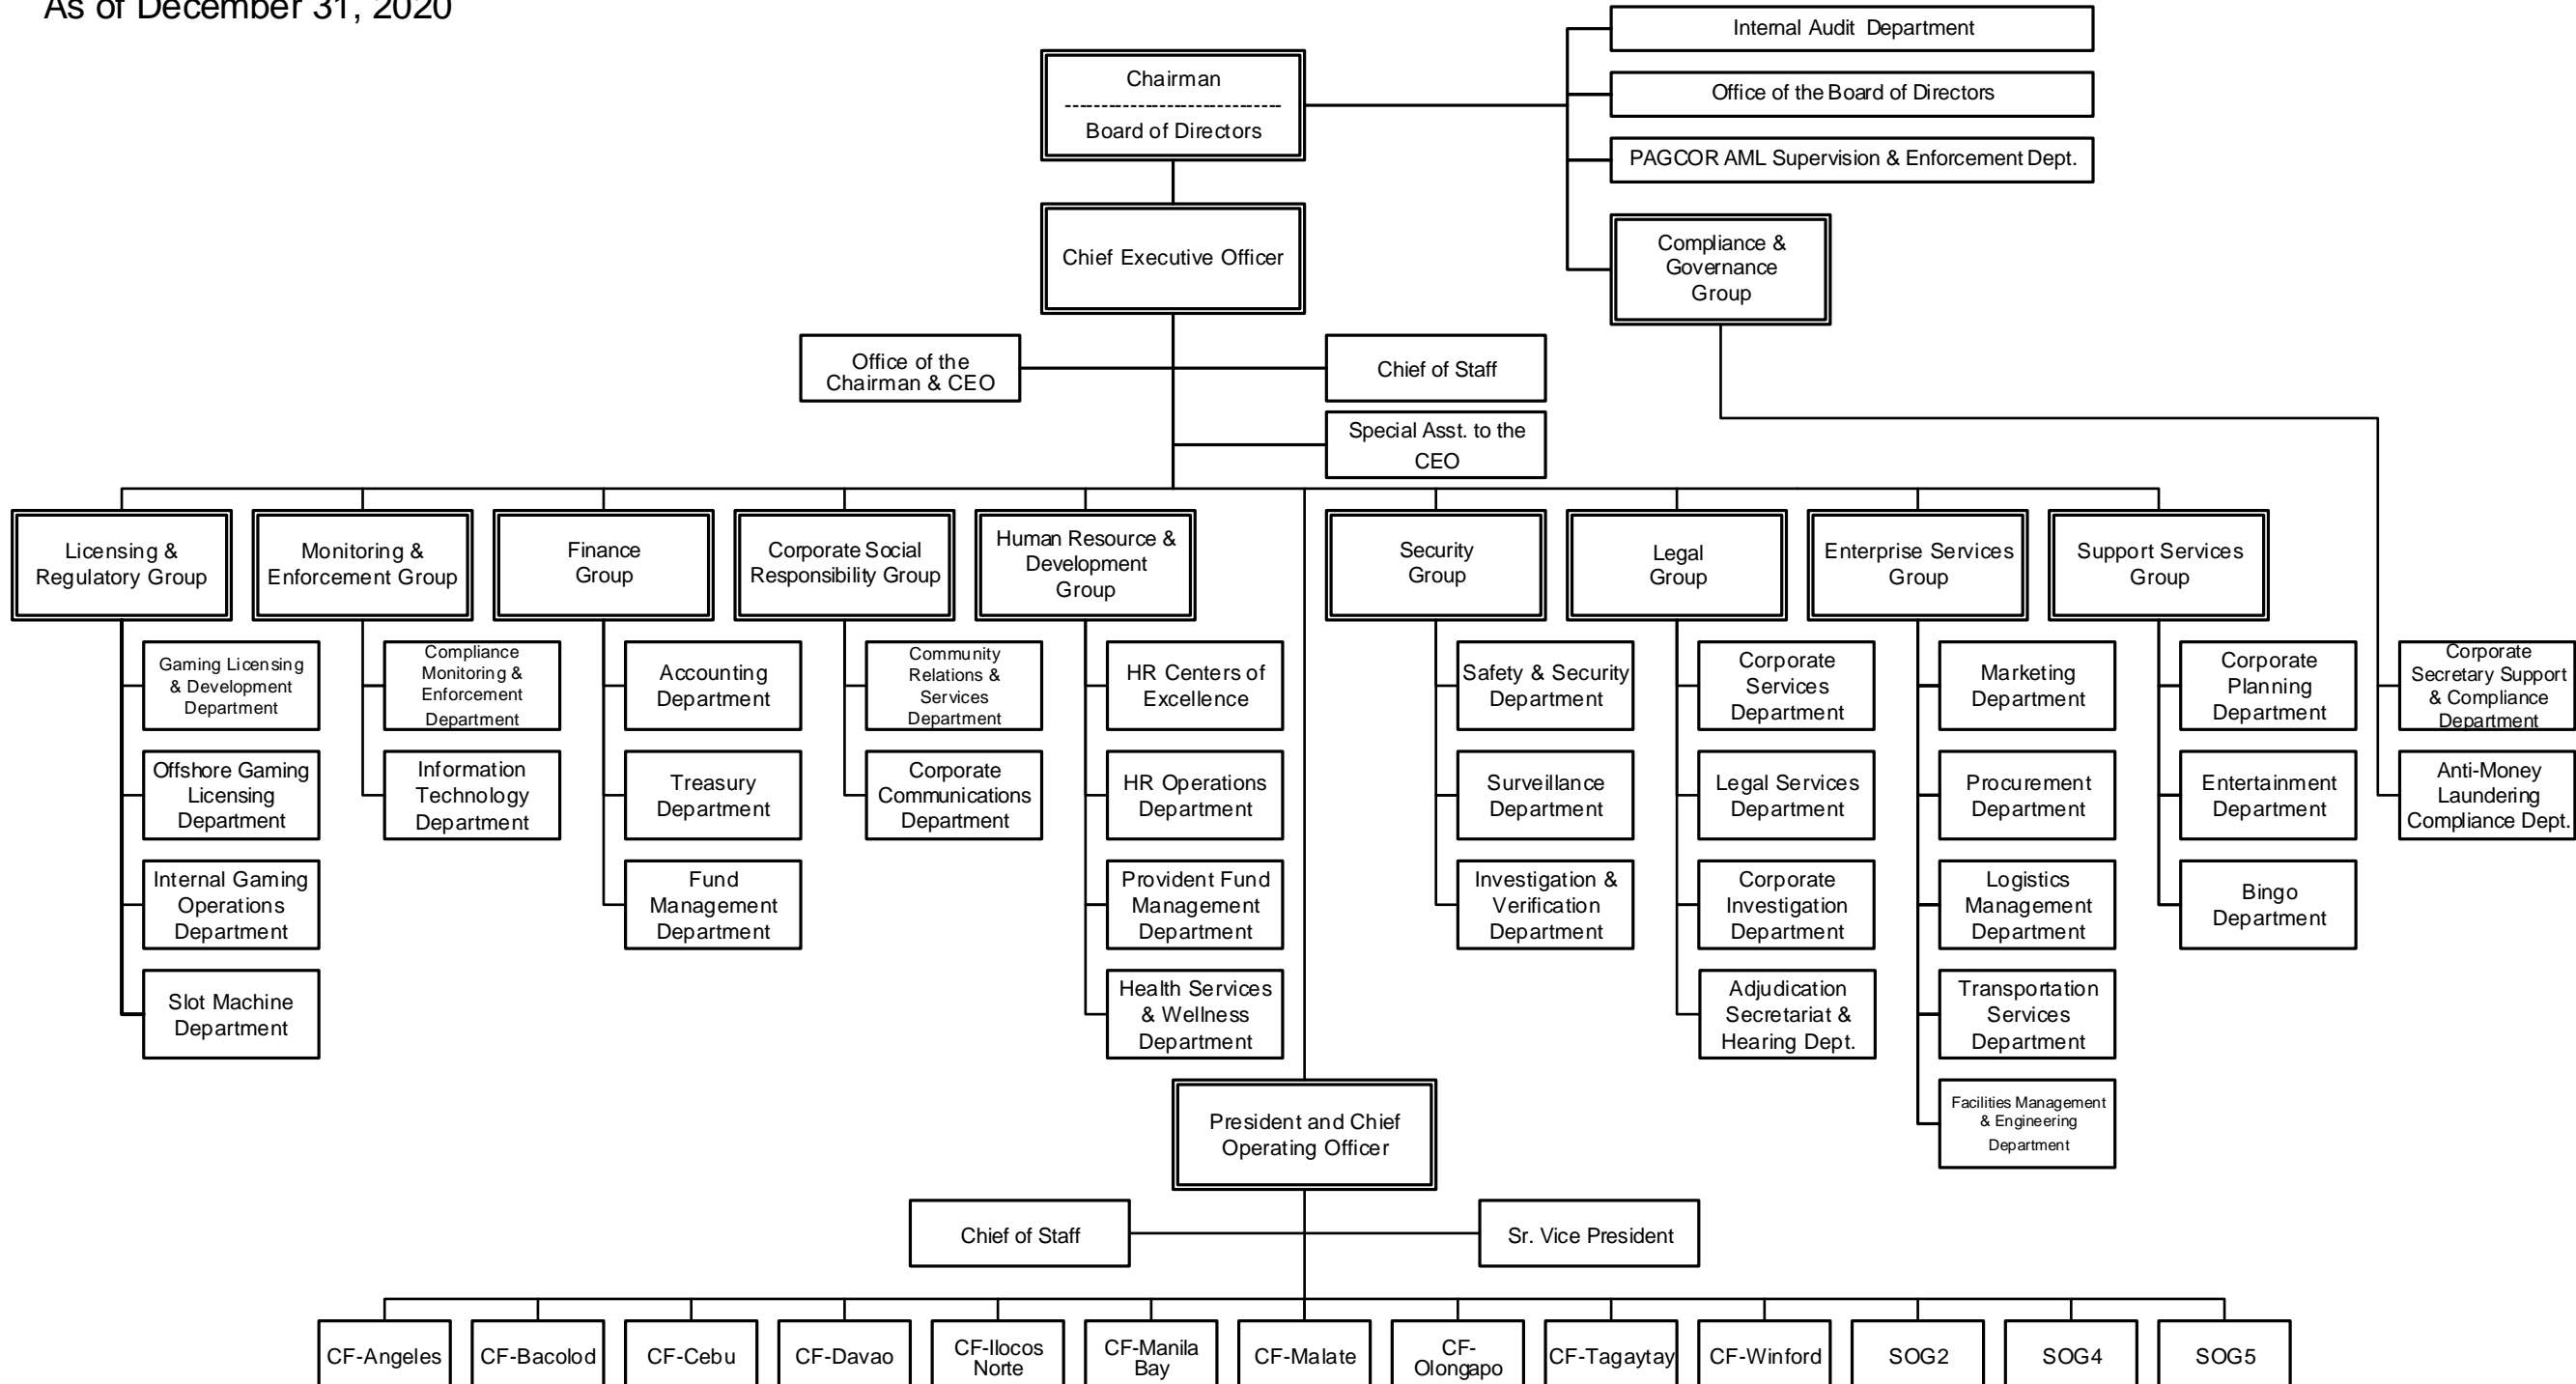 As of December 31, 2020
Internal Audit Department
Chairman
------------------------------
Board of Directors
Office of the Board of Directors
PAGCOR AML Supervision & Enforcement Dept.
Chief Executive Officer
Compliance &
Governance
Group
Office of the
Chairman & CEO
Chief of Staff
Special Asst. to the
CEO
Licensing &
Regulatory Group
Monitoring &
Enforcement Group
Finance
Group
Corporate Social
Responsibility Group
Human Resource &
Development
Group
Security
Group
Legal
Group
Enterprise Services
Group
Support Services
Group
Gaming Licensing
& Development
Department
Compliance
Monitoring &
Enforcement
Department
Accounting
Department
Community
Relations &
Services
Department
HR Centers of
Excellence
Safety & Security
Department
Corporate
Services
Department
Marketing
Department
Corporate
Planning
Department
Corporate
Secretary Support
& Compliance
Department
Offshore Gaming
Licensing
Department
Information
Technology
Department
Treasury
Department
Corporate
Communications
Department
HR Operations
Department
Surveillance
Department
Legal Services
Department
Procurement
Department
Entertainment
Department
Anti-Money
Laundering
Compliance Dept.
Internal Gaming
Operations
Department
Fund
Management
Department
Provident Fund
Management
Department
Investigation &
Verification
Department
Corporate
Investigation
Department
Logistics
Management
Department
Bingo
Department
Slot Machine
Department
Health Services
& Wellness
Department
Adjudication
Secretariat &
Hearing Dept.
Transportation
Services
Department
President and Chief
Operating Officer
Facilities Management
& Engineering
Department
Chief of Staff
Sr. Vice President
CF-Angeles
CF-Bacolod
CF-Cebu
CF-Davao
CF-Ilocos
Norte
CF-Manila
Bay
CF-Malate
CF-
Olongapo
CF-Tagaytay
CF-Winford
SOG2
SOG4
SOG5